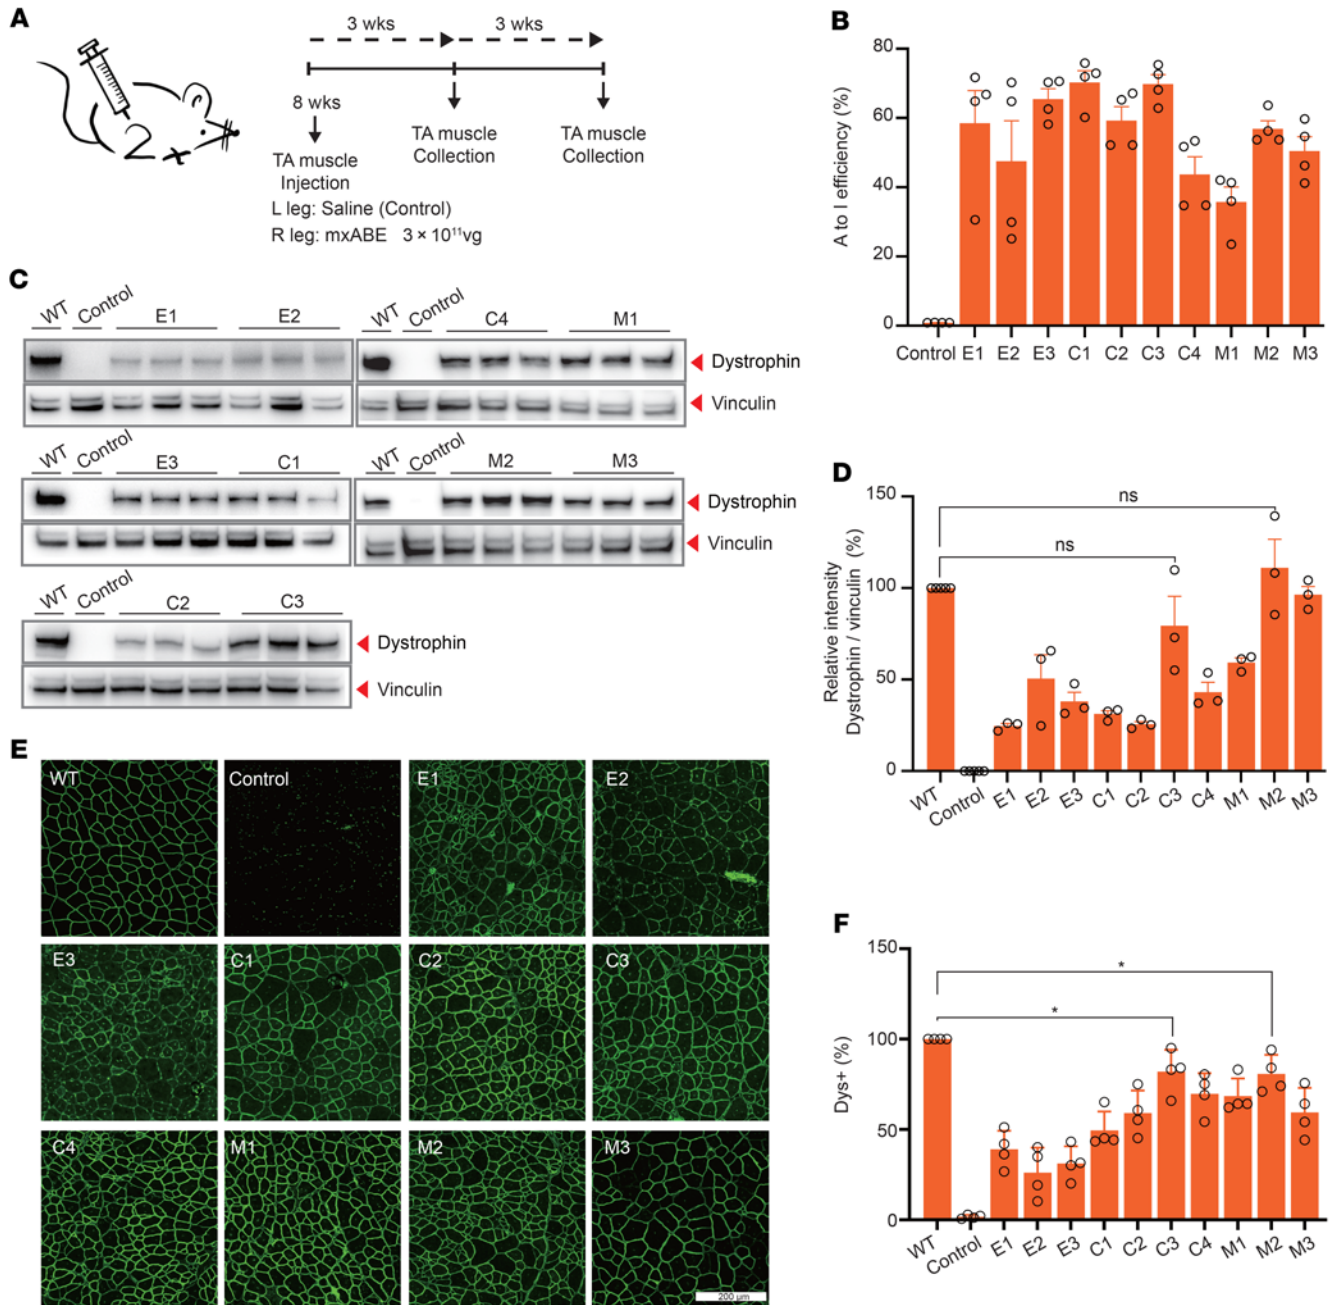 A
3 wks
3 wks
8 wks
TA muscle
Injection
TA muscle
Collection
TA muscle
Collection
L leg: Saline (Control)
R leg: mxABE 3 × 10¹¹vg
B
A to I efficiency (%)
80
60
40
20
0
Control E1 E2 E3 C1 C2 C3 C4 M1 M2 M3
C
WT Control E1 E2
WT Control C4 M1
Dystrophin
Vinculin
WT Control E3 C1
WT Control M2 M3
Dystrophin
Vinculin
WT Control C2 C3
Dystrophin
Vinculin
D
Relative intensity
Dystrophin / vinculin (%)
150
100
50
0
ns
ns
WT Control E1 E2 E3 C1 C2 C3 C4 M1 M2 M3
E
WT Control E1 E2
E3 C1 C2 C3
C4 M1 M2 M3
200 µm
F
Dys+ (%)
150
100
50
0
*
*
WT Control E1 E2 E3 C1 C2 C3 C4 M1 M2 M3